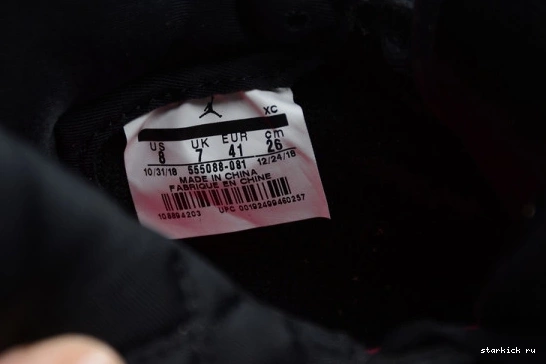 XC
US UK EUR cm
8 7 41 26
10/31/18 555088-081 12/24/18
MADE IN CHINA
FABRIQUE EN CHINE
108894203 UPC 00192499460257
starkick ru